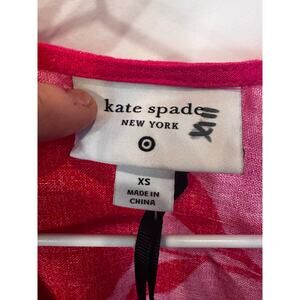 kate spade
NEW YORK
XS
MADE IN
CHINA